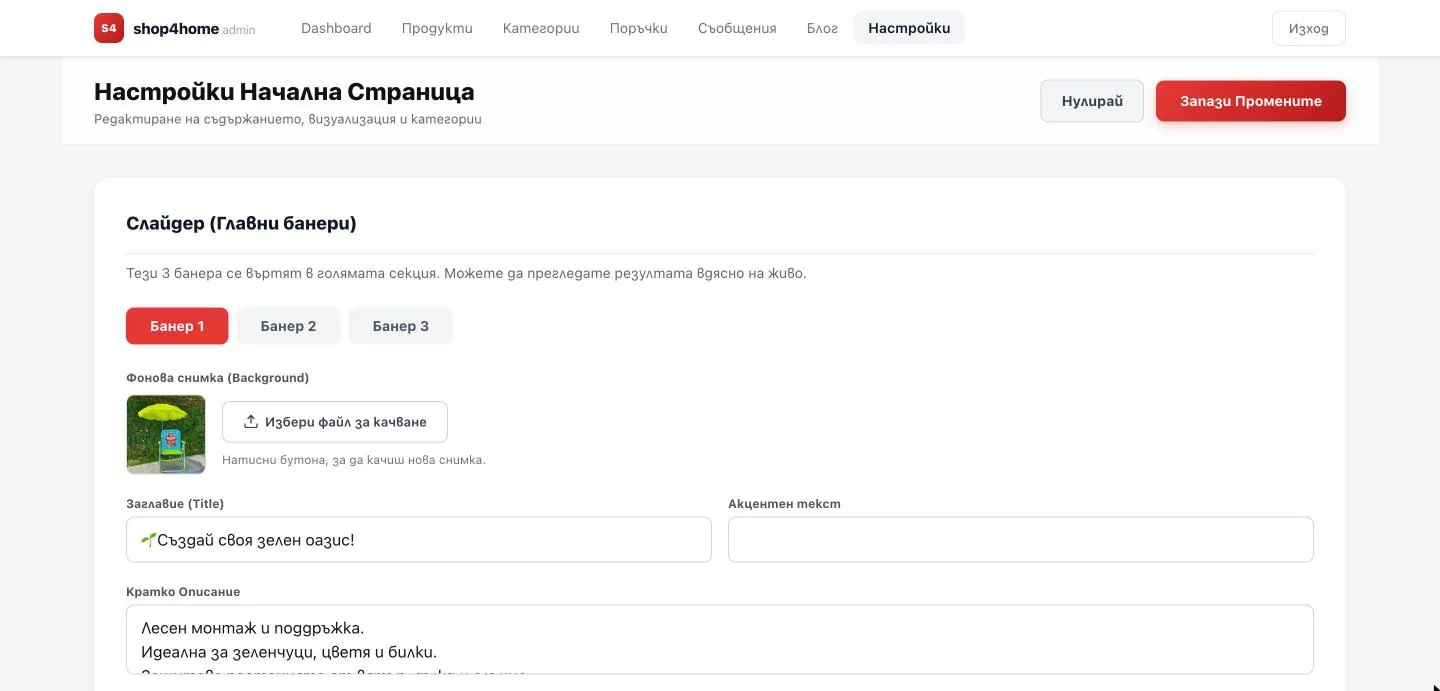 S4 shop4home admin Dashboard Продукти Категории Поръчки Съобщения Блог Настройки Изход
Настройки Начална Страница
Редактиране на съдържанието, визуализация и категории
Нулирай Запази Промените
Слайдер (Главни банери)
Тези 3 банера се въртят в голямата секция. Можете да прегледате резултата вдясно на живо.
Банер 1 Банер 2 Банер 3
Фонова снимка (Background)
Избери файл за качване
Натисни бутона, за да качиш нова снимка.
Заглавие (Title) Акцентен текст
🌱Създай своя зелен оазис!
Кратко Описание
Лесен монтаж и поддръжка.
Идеална за зеленчуци, цветя и билки.